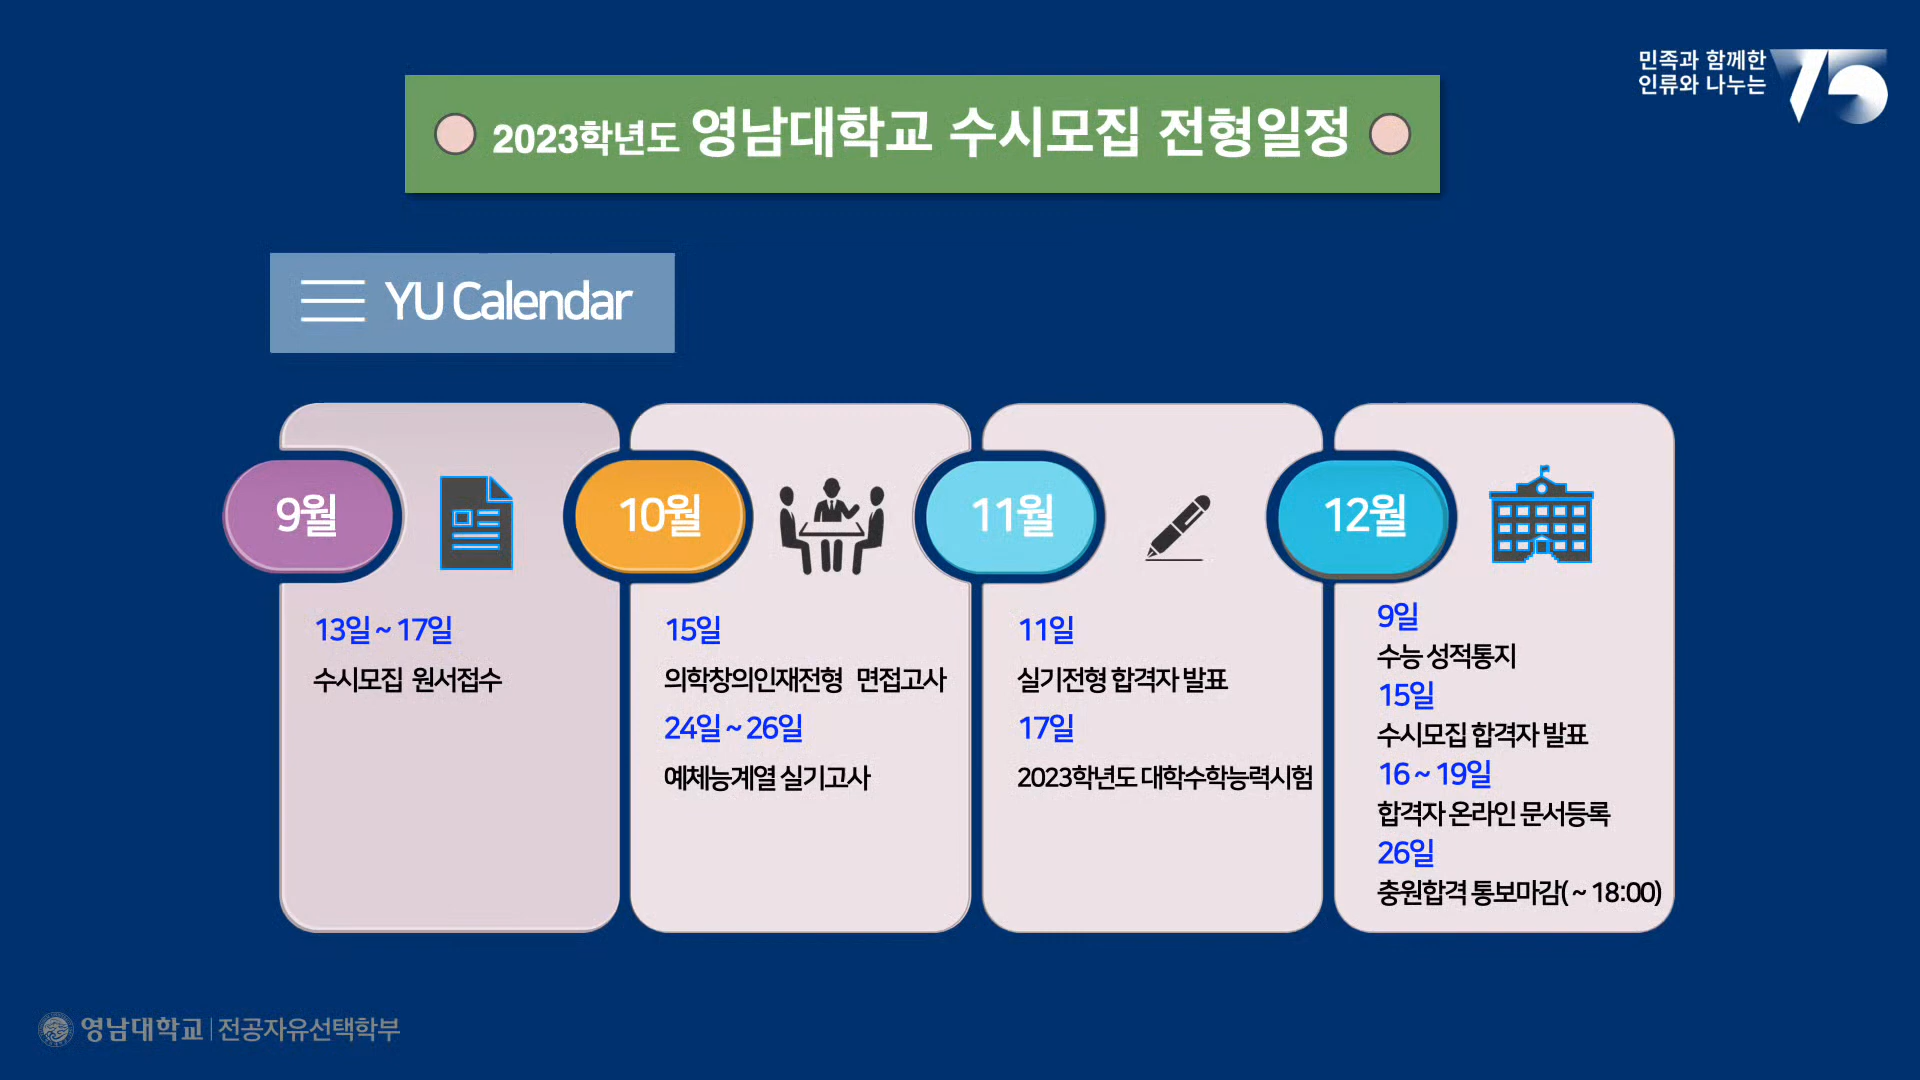 민족과 함께한
인류와 나누는
75
2023학년도 영남대학교 수시모집 전형일정
YU Calendar
9월
13일 ~ 17일
수시모집 원서접수
10월
15일
의학창의인재전형 면접고사
24일 ~ 26일
예체능계열 실기고사
11월
11일
실기전형 합격자 발표
17일
2023학년도 대학수학능력시험
12월
9일
수능 성적통지
15일
수시모집 합격자 발표
16 ~ 19일
합격자 온라인 문서등록
26일
충원합격 통보마감( ~ 18:00)
영남대학교 | 전공자유선택학부